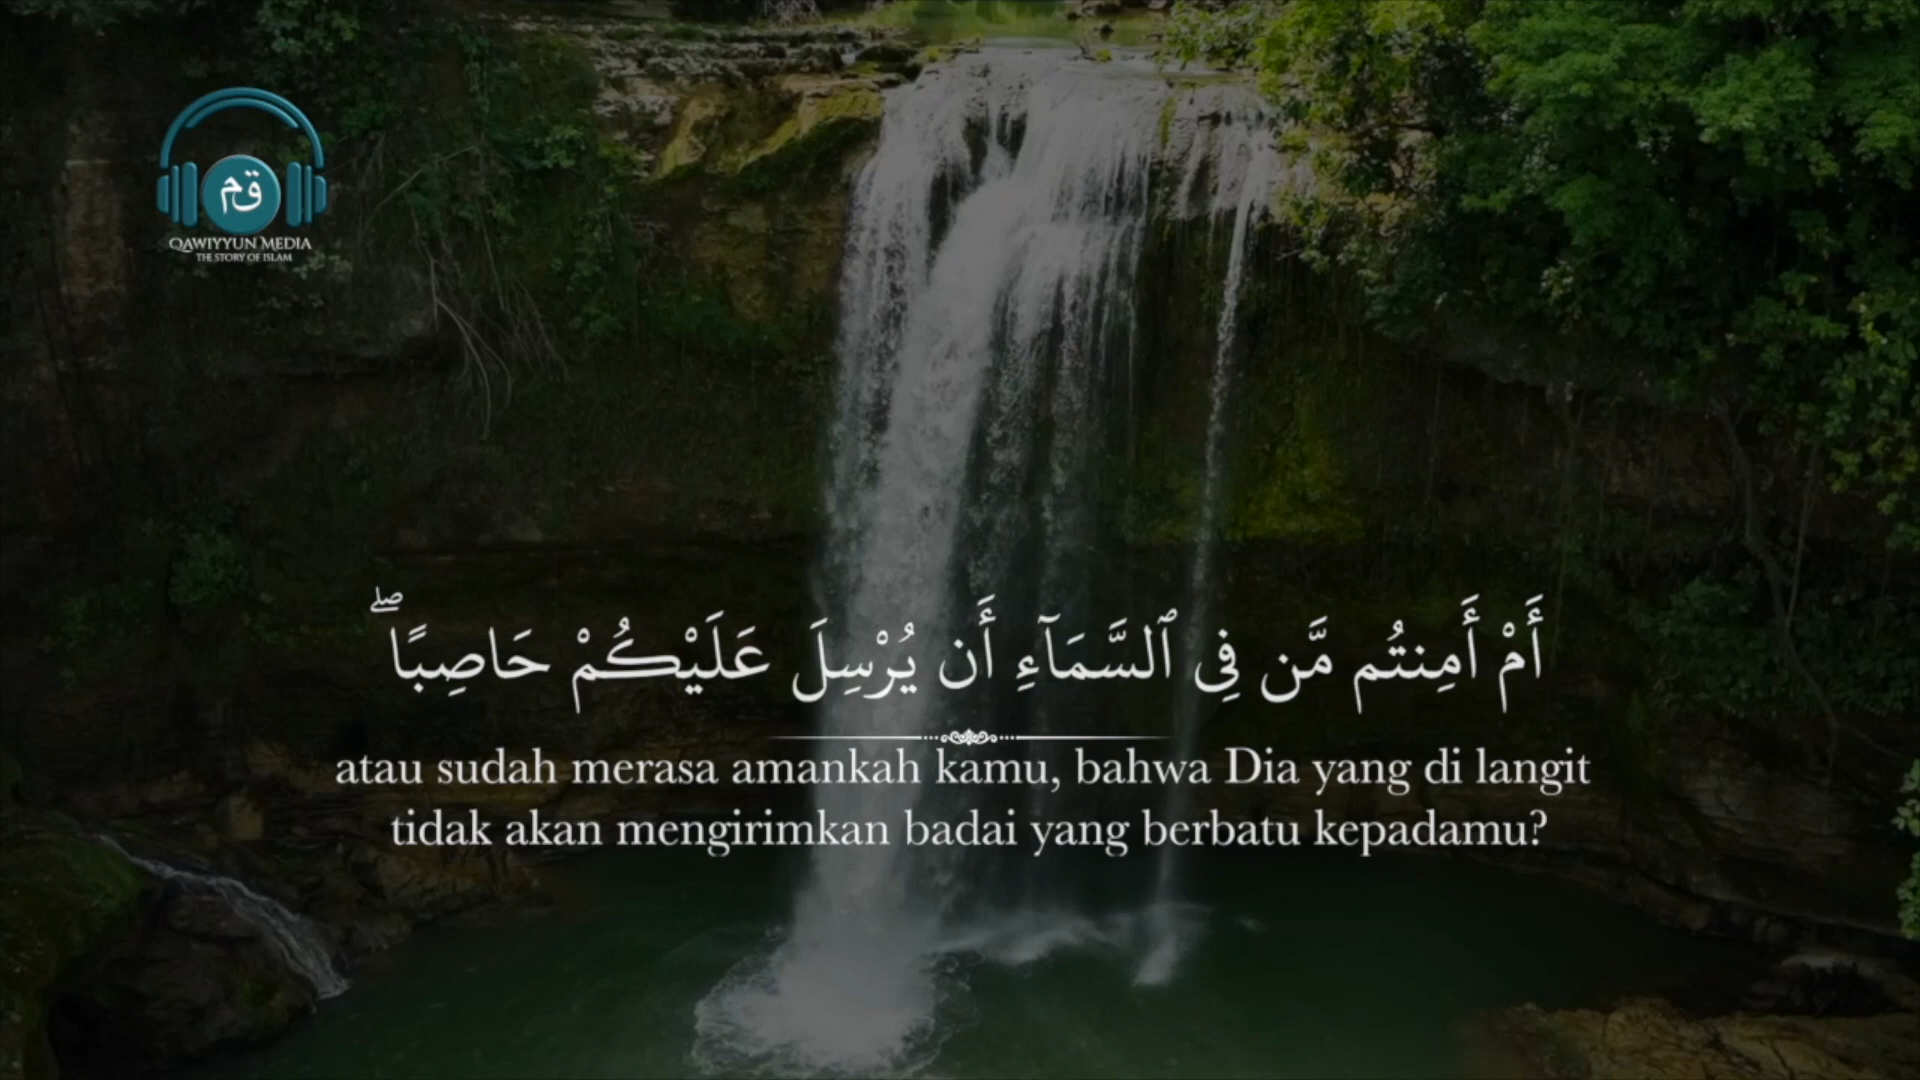 قم
QAWIYYUN MEDIA
THE STORY OF ISLAM
أَمْ أَمِنتُم مَّن فِى ٱلسَّمَآءِ أَن يُرْسِلَ عَلَيْكُمْ حَاصِبًا ۖ
atau sudah merasa amankah kamu, bahwa Dia yang di langit
tidak akan mengirimkan badai yang berbatu kepadamu?